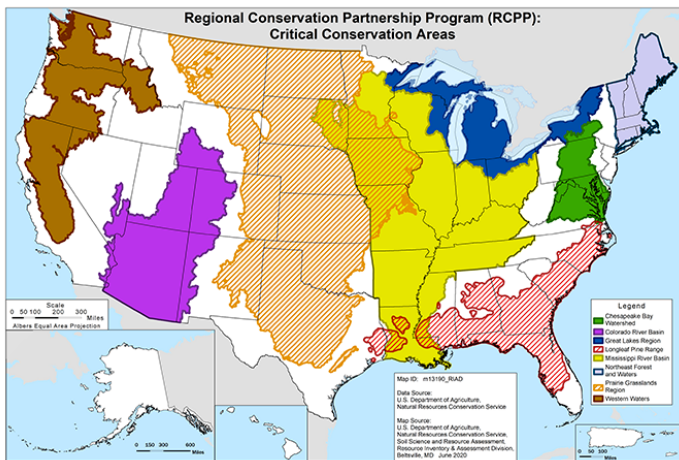 Regional Conservation Partnership Program (RCPP):
Critical Conservation Areas
Scale
0 50 100 200 300
Miles
Albers Equal Area Projection
Legend
Chesapeake Bay
Watershed
Colorado River Basin
Great Lakes Region
Longleaf Pine Range
Mississippi River Basin
Northeast Forest
and Waters
Prairie Grasslands
Region
Western Waters
Map ID: m13190_RIAD
Data Source:
U.S. Department of Agriculture,
Natural Resources Conservation Service
Map Source:
U.S. Department of Agriculture,
Natural Resources Conservation Service,
Soil Science and Resource Assessment,
Resource Inventory & Assessment Division,
Beltsville, MD June 2020
0 150 300 600
Miles
0 50 100
Miles